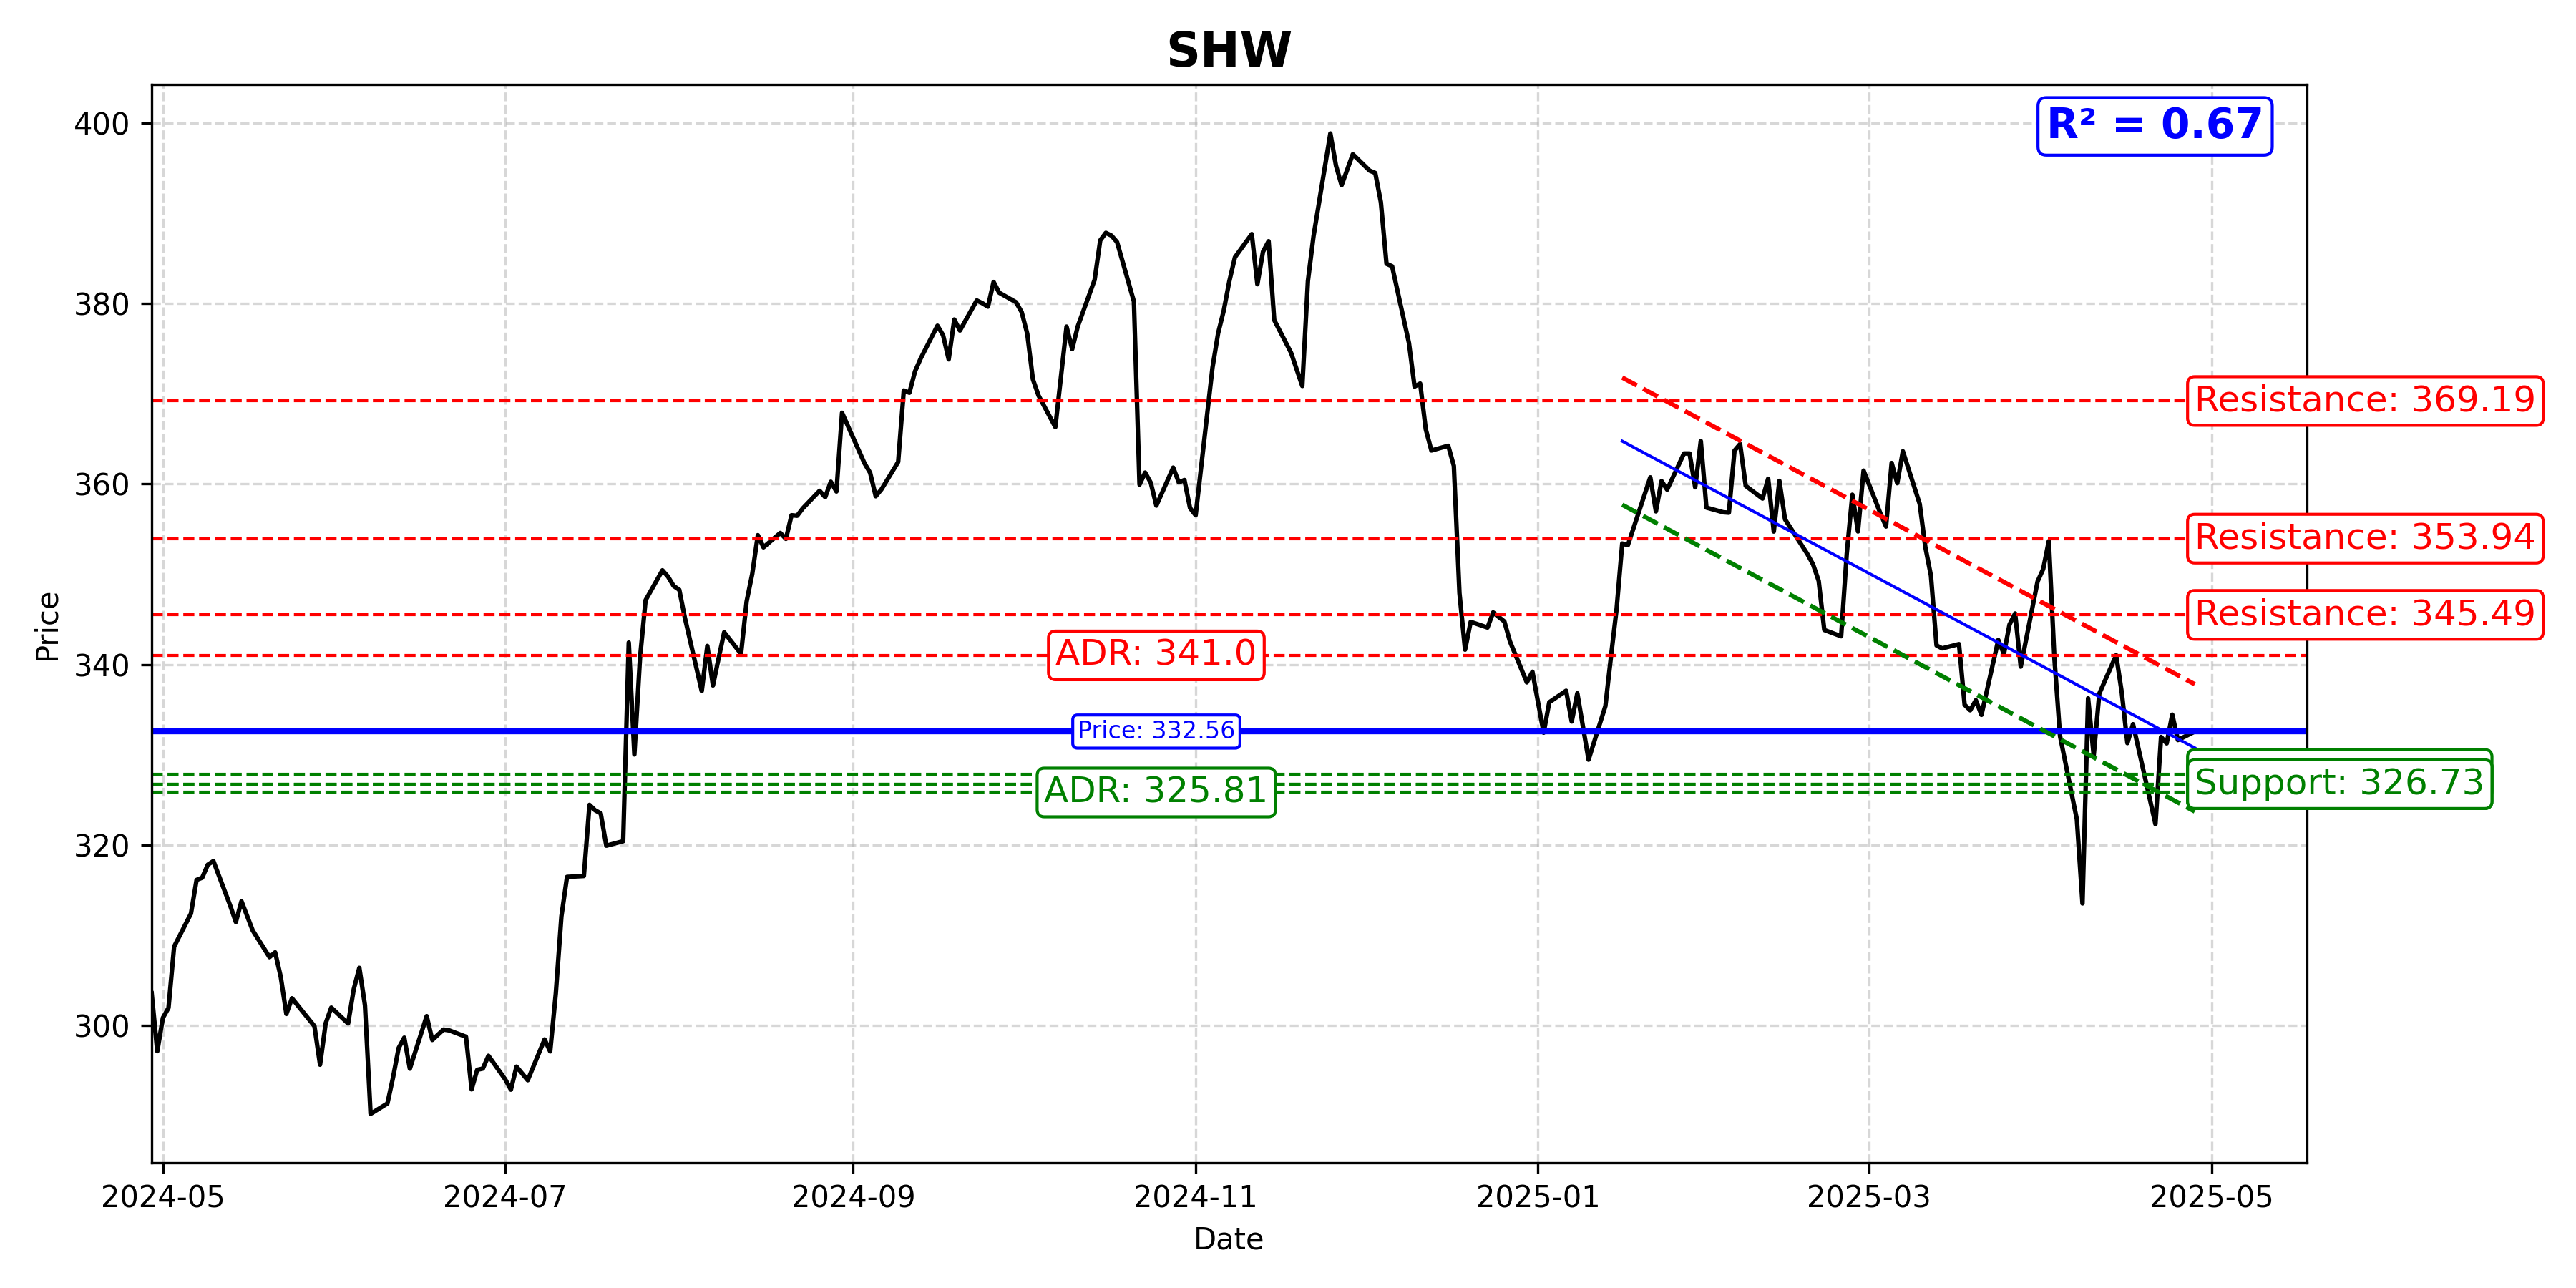 SHW
R² = 0.67
400
380
360
340
320
300
Price
Resistance: 369.19
Resistance: 353.94
Resistance: 345.49
ADR: 341.0
Price: 332.56
ADR: 325.81
Support: 326.73
2024-05
2024-07
2024-09
2024-11
2025-01
2025-03
2025-05
Date